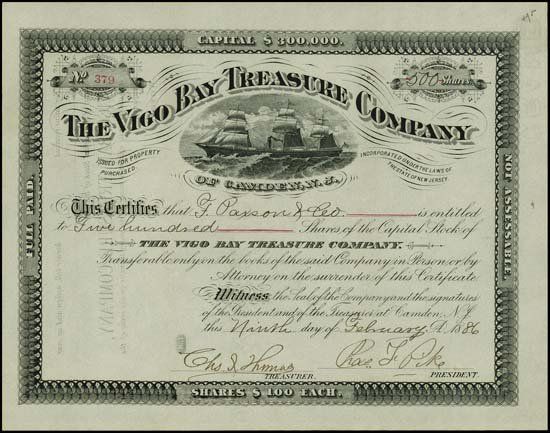 CAPITAL $300,000.
No 379
500 Shares
THE VIGO BAY TREASURE COMPANY
ISSUED FOR PROPERTY PURCHASED.
INCORPORATED UNDER THE LAWS OF THE STATE OF NEW JERSEY.
OF CAMDEN, N. J.
FULL PAID.
NOT ASSESSABLE.
This Certifies that F. Paxson & Co. is entitled
to Five hundred Shares of the Capital Stock of
THE VIGO BAY TREASURE COMPANY.
Transferable only on the books of the said Company in Person or by
Attorney on the surrender of this Certificate.
Witness the Seal of the Company and the signatures
of the President and of the Treasurer at Camden, N.J.
this Ninth day of February A. 1886
Chas
TREASURER.
Chas F
PRESIDENT.
SHARES $100 EACH.